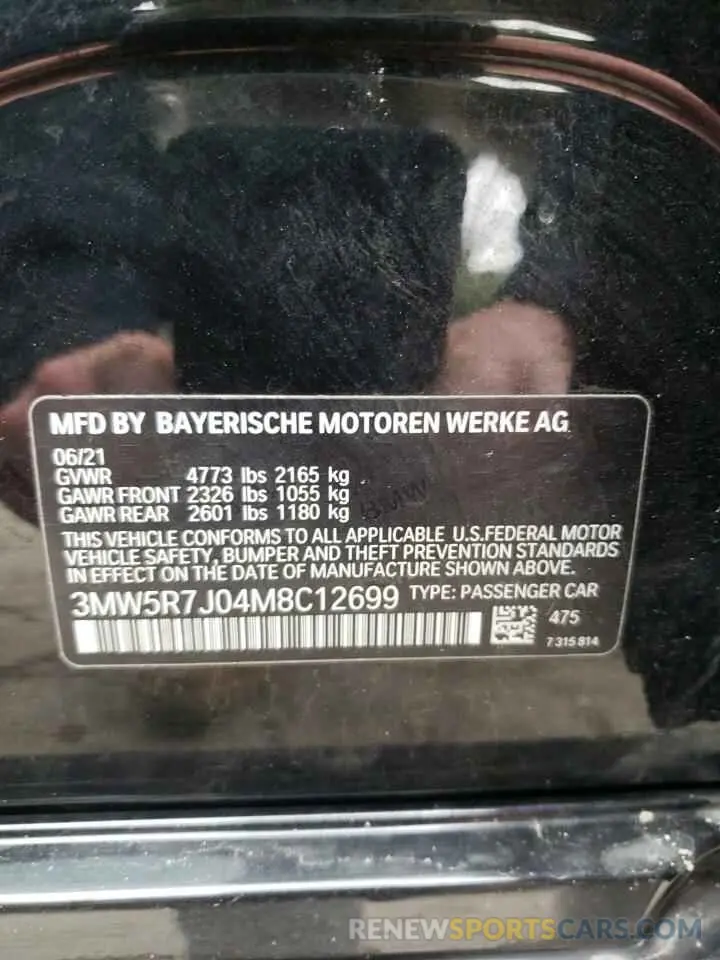 MFD BY BAYERISCHE MOTOREN WERKE AG
06/21
GVWR 4773 lbs 2165 kg
GAWR FRONT 2326 lbs 1055 kg
GAWR REAR 2601 lbs 1180 kg
BMW
THIS VEHICLE CONFORMS TO ALL APPLICABLE U.S.FEDERAL MOTOR
VEHICLE SAFETY, BUMPER AND THEFT PREVENTION STANDARDS
IN EFFECT ON THE DATE OF MANUFACTURE SHOWN ABOVE.
3MW5R7J04M8C12699 TYPE: PASSENGER CAR
475
7 315 814
RENEWSPORTSCARS.COM